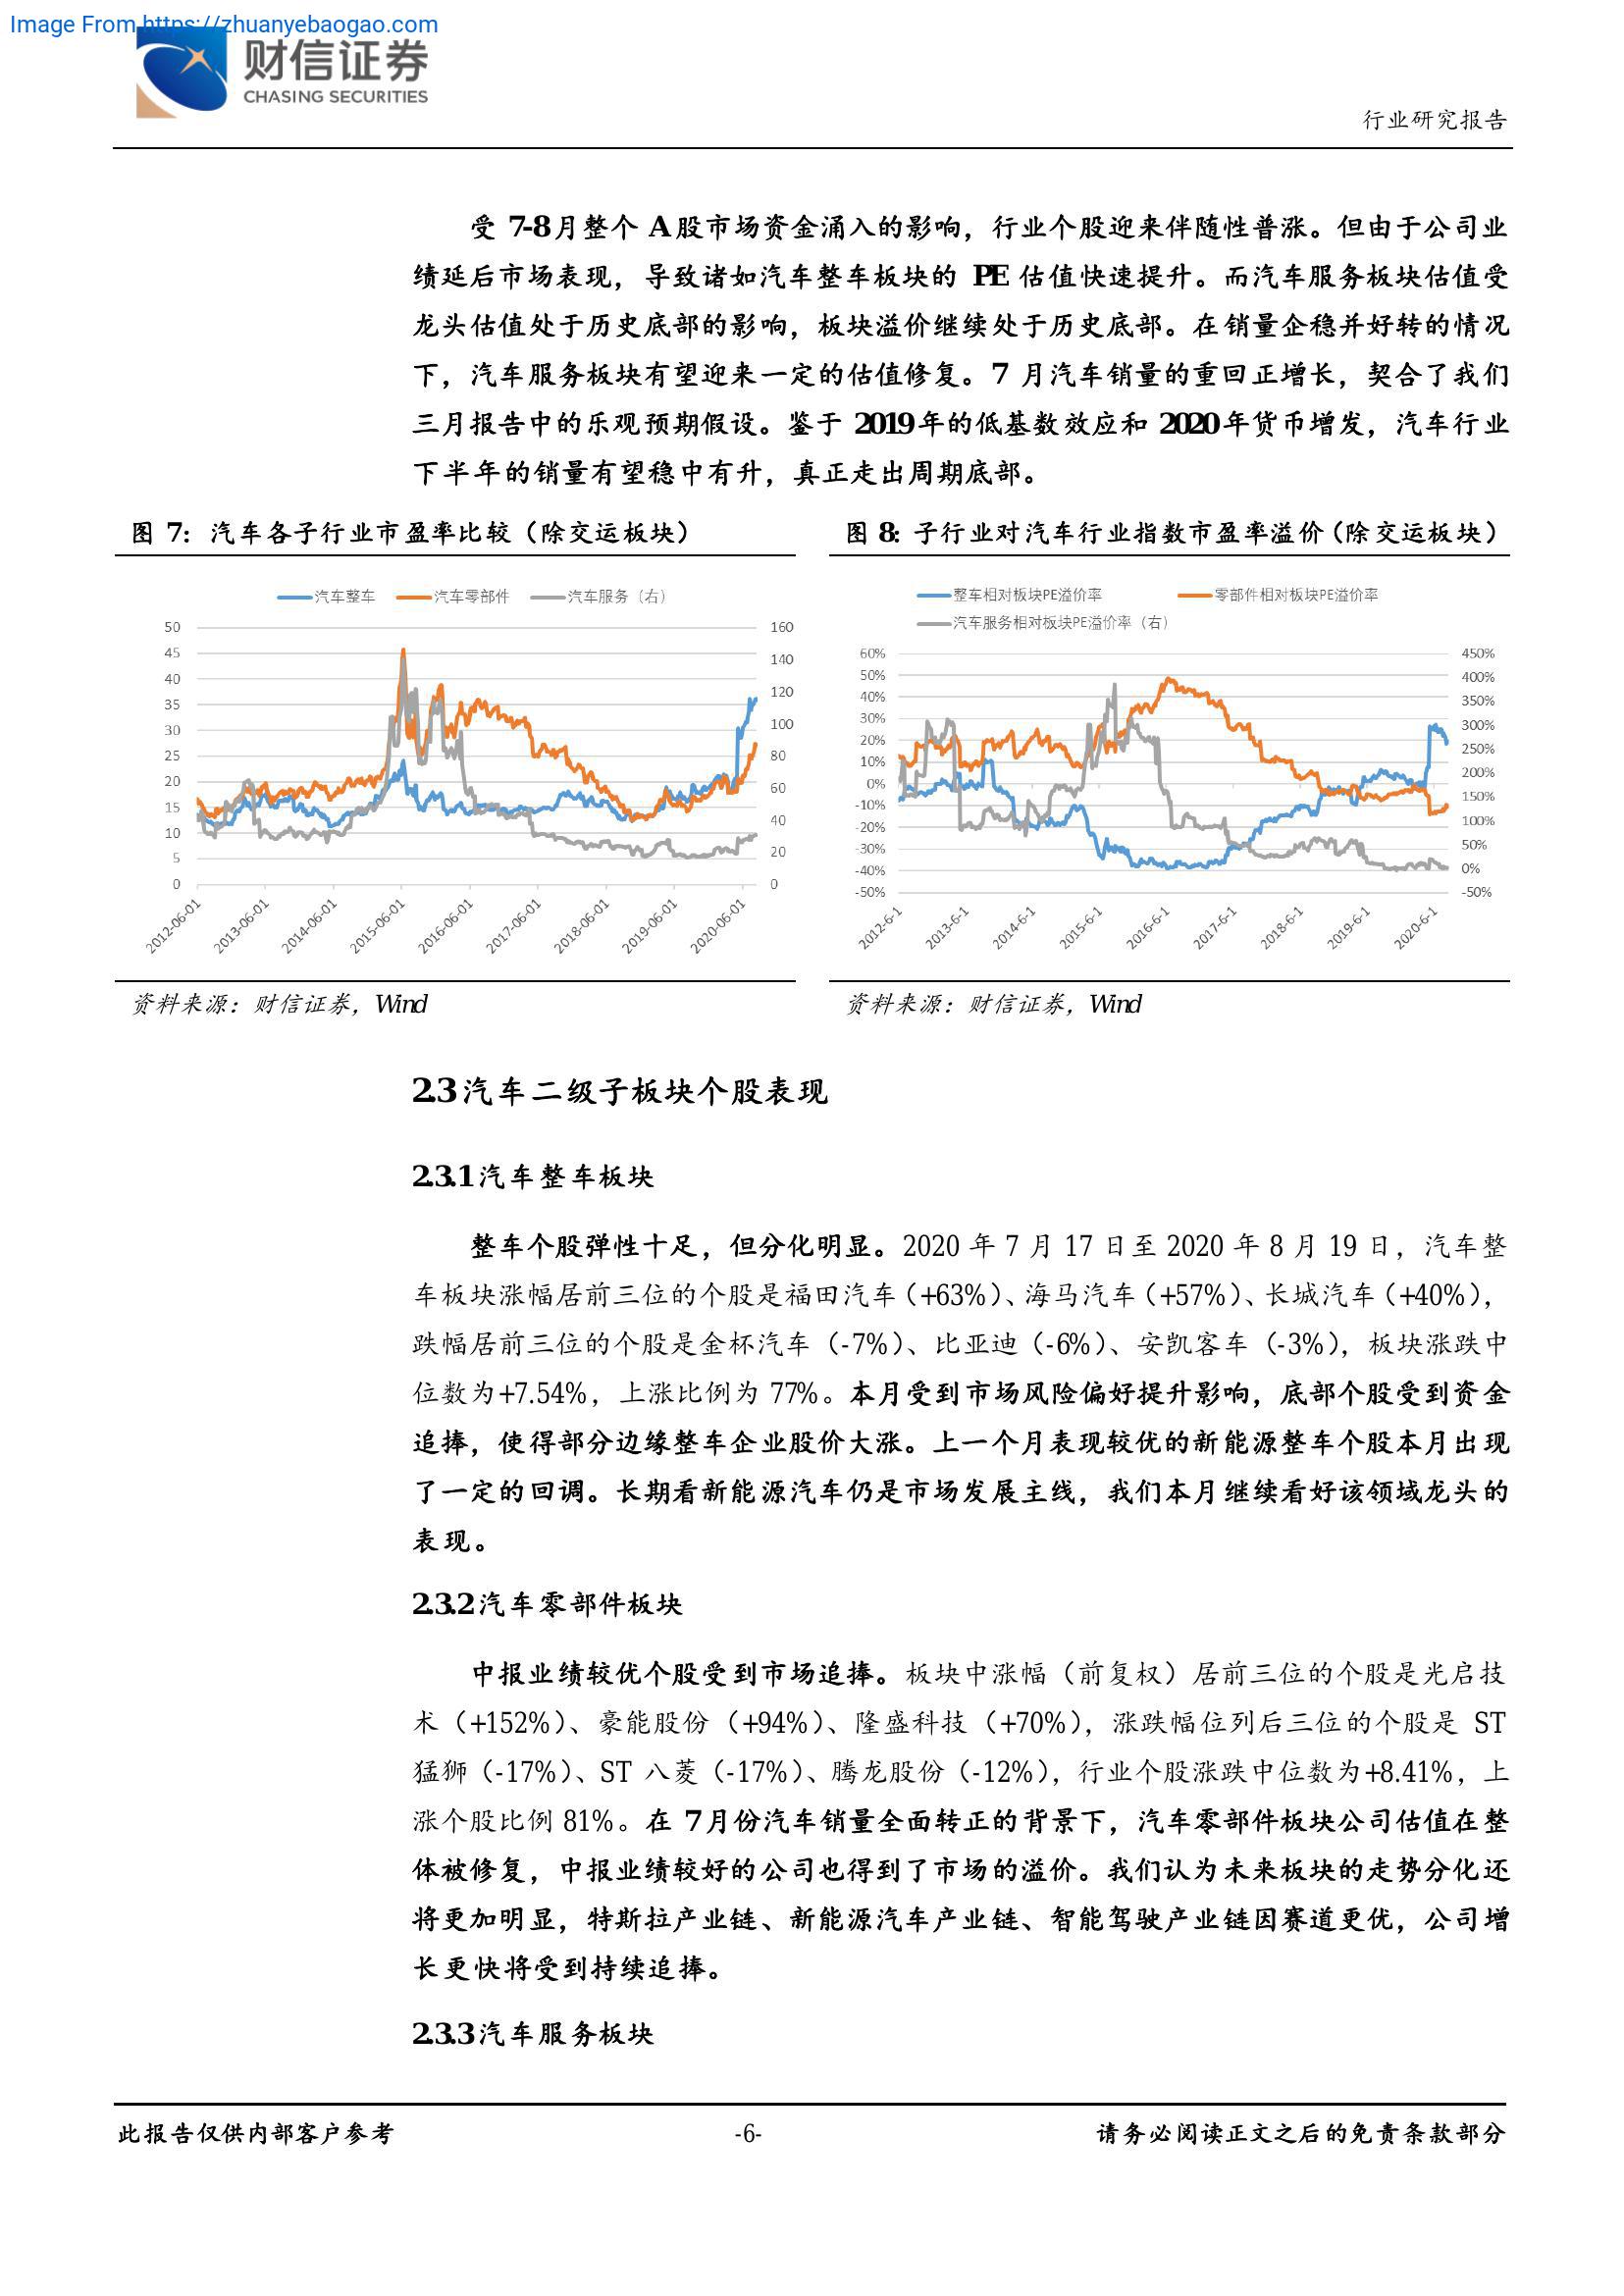 Image From https://zhuanyebaogao.com
财信证券
CHASING SECURITIES
行业研究报告
受 7-8月整个 A股市场资金涌入的影响，行业个股迎来伴随性普涨。但由于公司业
绩延后市场表现，导致诸如汽车整车板块的 PE 估值快速提升。而汽车服务板块估值受
龙头估值处于历史底部的影响，板块溢价继续处于历史底部。在销量企稳并好转的情况
下，汽车服务板块有望迎来一定的估值修复。7 月汽车销量的重回正增长，契合了我们
三月报告中的乐观预期假设。鉴于 2019年的低基数效应和 2020年货币增发，汽车行业
下半年的销量有望稳中有升，真正走出周期底部。
图 7：汽车各子行业市盈率比较（除交运板块）
汽车整车 汽车零部件 汽车服务（右）
50 160
45 140
40 120
35 100
30 80
25 60
20 40
15 20
10 0
5
0
2012-06-01 2013-06-01 2014-06-01 2015-06-01 2016-06-01 2017-06-01 2018-06-01 2019-06-01 2020-06-01
资料来源：财信证券，Wind
图 8：子行业对汽车行业指数市盈率溢价（除交运板块）
整车相对板块PE溢价率 零部件相对板块PE溢价率
汽车服务相对板块PE溢价率（右）
60% 450%
50% 400%
40% 350%
30% 300%
20% 250%
10% 200%
0% 150%
-10% 100%
-20% 50%
-30% 0%
-40% -50%
-50%
2012-6-1 2013-6-1 2014-6-1 2015-6-1 2016-6-1 2017-6-1 2018-6-1 2019-6-1 2020-6-1
资料来源：财信证券，Wind
2.3汽车二级子板块个股表现
2.3.1汽车整车板块
整车个股弹性十足，但分化明显。2020 年 7 月 17 日至 2020 年 8 月 19 日，汽车整
车板块涨幅居前三位的个股是福田汽车（+63%）、海马汽车（+57%）、长城汽车（+40%），
跌幅居前三位的个股是金杯汽车（-7%）、比亚迪（-6%）、安凯客车（-3%），板块涨跌中
位数为+7.54%，上涨比例为 77%。本月受到市场风险偏好提升影响，底部个股受到资金
追捧，使得部分边缘整车企业股价大涨。上一个月表现较优的新能源整车个股本月出现
了一定的回调。长期看新能源汽车仍是市场发展主线，我们本月继续看好该领域龙头的
表现。
2.3.2汽车零部件板块
中报业绩较优个股受到市场追捧。板块中涨幅（前复权）居前三位的个股是光启技
术（+152%）、豪能股份（+94%）、隆盛科技（+70%），涨跌幅位列后三位的个股是 ST
猛狮（-17%）、ST 八菱（-17%）、腾龙股份（-12%），行业个股涨跌中位数为+8.41%，上
涨个股比例 81%。在 7月份汽车销量全面转正的背景下，汽车零部件板块公司估值在整
体被修复，中报业绩较好的公司也得到了市场的溢价。我们认为未来板块的走势分化还
将更加明显，特斯拉产业链、新能源汽车产业链、智能驾驶产业链因赛道更优，公司增
长更快将受到持续追捧。
2.3.3汽车服务板块
此报告仅供内部客户参考
-6-
请务必阅读正文之后的免责条款部分